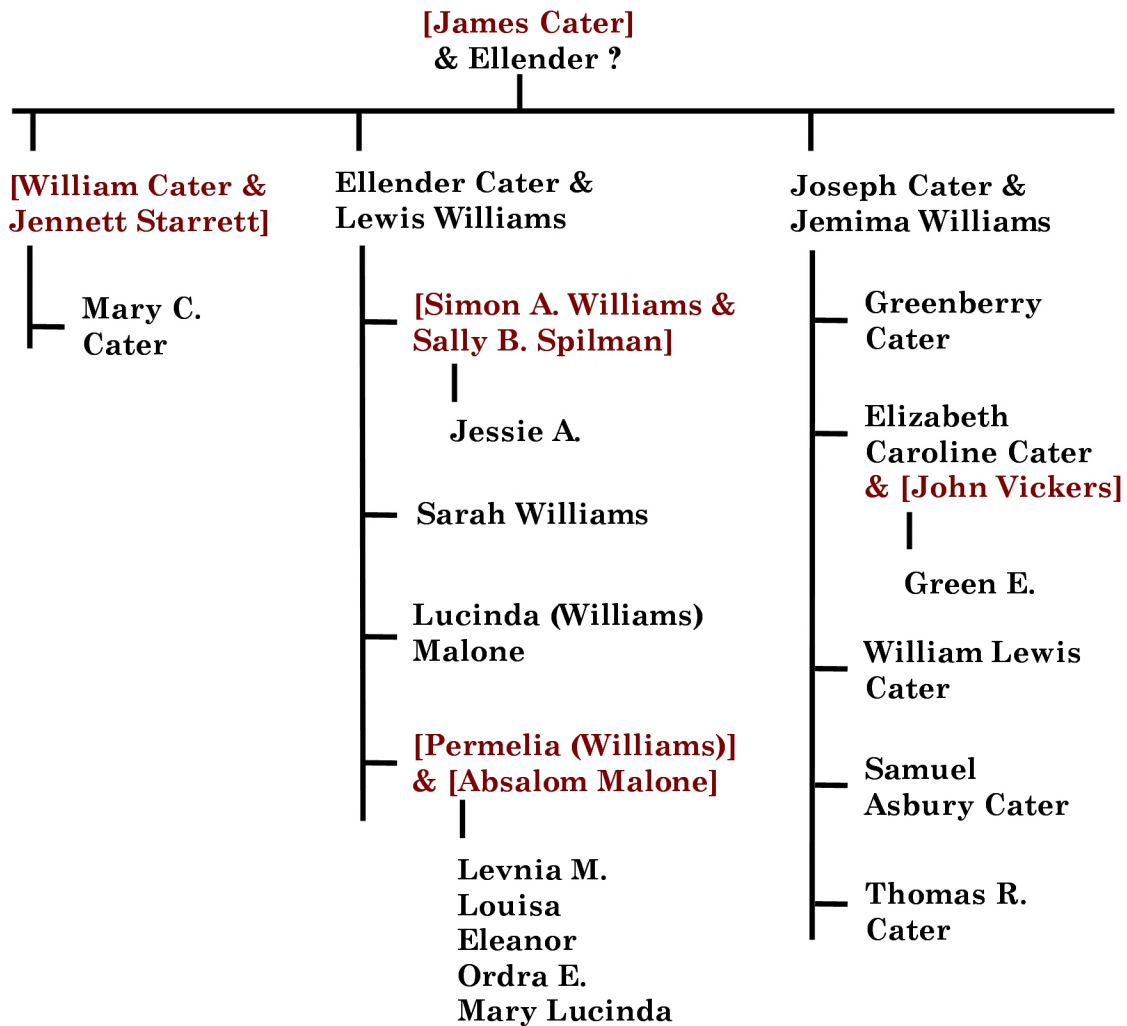 [James Cater]
& Ellender ?
[William Cater &
Jennett Starrett]
Mary C.
Cater
Ellender Cater &
Lewis Williams
[Simon A. Williams &
Sally B. Spilman]
Jessie A.
Sarah Williams
Lucinda (Williams)
Malone
[Permelia (Williams)]
& [Absalom Malone]
Levnia M.
Louisa
Eleanor
Ordra E.
Mary Lucinda
Joseph Cater &
Jemima Williams
Greenberry
Cater
Elizabeth
Caroline Cater
& [John Vickers]
Green E.
William Lewis
Cater
Samuel
Asbury Cater
Thomas R.
Cater